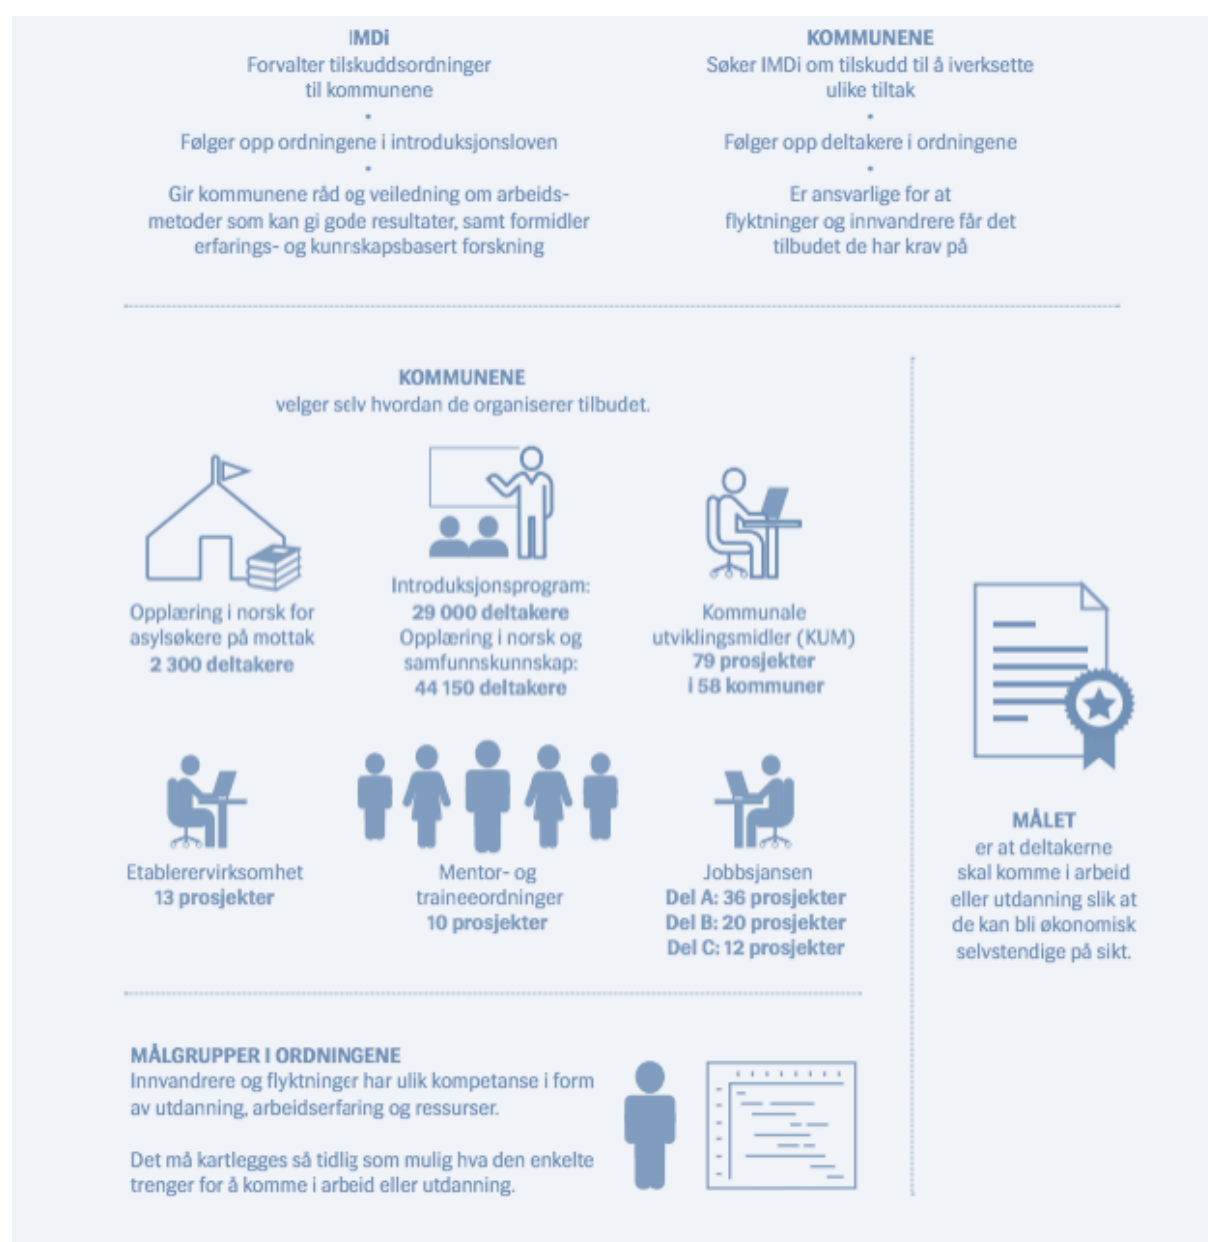 IMDi
Forvalter tilskuddsordninger
til kommunene
•
Følger opp ordningene i introduksjonsloven
•
Gir kommunene råd og veiledning om arbeids-
metoder som kan gi gode resultater, samt formidler
erfarings- og kunnskapsbasert forskning
KOMMUNENE
Søker IMDi om tilskudd til å iverksette
ulike tiltak
•
Følger opp deltakere i ordningene
•
Er ansvarlige for at
flyktninger og innvandrere får det
tilbudet de har krav på
KOMMUNENE
velger selv hvordan de organiserer tilbudet.
Opplæring i norsk for
asylsøkere på mottak
2 300 deltakere
Introduksjonsprogram:
29 000 deltakere
Opplæring i norsk og
samfunnskunnskap:
44 150 deltakere
Kommunale
utviklingsmidler (KUM)
79 prosjekter
i 58 kommuner
Etablerervirksomhet
13 prosjekter
Mentor- og
traineeordninger
10 prosjekter
Jobbsjansen
Del A: 36 prosjekter
Del B: 20 prosjekter
Del C: 12 prosjekter
MÅLET
er at deltakerne
skal komme i arbeid
eller utdanning slik at
de kan bli økonomisk
selvstendige på sikt.
MÅLGRUPPER I ORDNINGENE
Innvandrere og flyktninger har ulik kompetanse i form
av utdanning, arbeidserfaring og ressurser.
Det må kartlegges så tidlig som mulig hva den enkelte
trenger for å komme i arbeid eller utdanning.